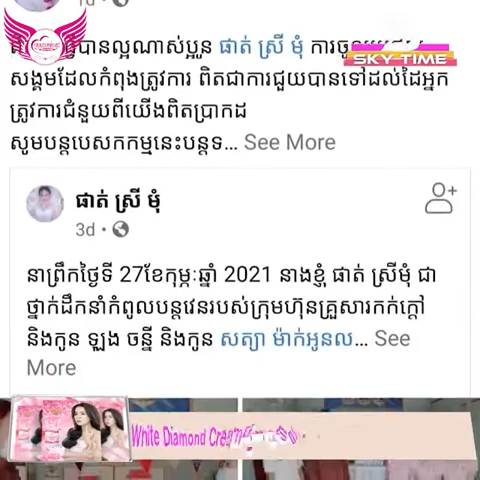 1d
បានល្អណាស់ប្អូន ផាត់ ស្រី មុំ ការចូល
SKY TIME
សង្គមដែលកំពុងត្រូវការ ពិតជាការជួយបានទៅដល់ដៃអ្នក
ត្រូវការជំនួយពីយើងពិតប្រាកដ
សូមបន្តបេសកកម្មនេះបន្តទ... See More
ផាត់ ស្រី មុំ
3d
នាព្រឹកថ្ងៃទី 27ខែកុម្ភៈឆ្នាំ 2021 នាងខ្ញុំ ផាត់ ស្រីមុំ ជា
ថ្នាក់ដឹកនាំកំពូលបន្តវេនរបស់ក្រុមហ៊ុនគ្រួសារកក់ក្តៅ
និងកូន ឡុង ចន្នី និងកូន សត្យា ម៉ាក់អូនល... See
More
White Diamond Cream